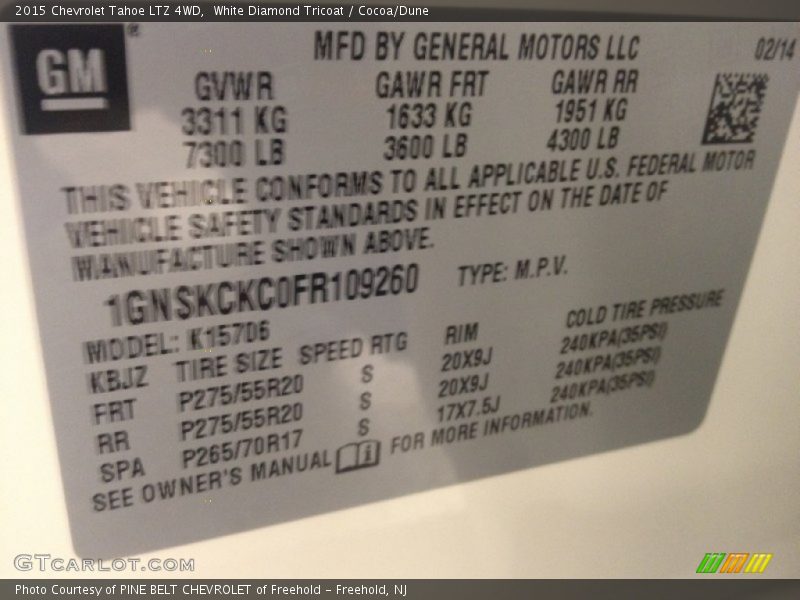 2015 Chevrolet Tahoe LTZ 4WD, White Diamond Tricoat / Cocoa/Dune
GM
MFD BY GENERAL MOTORS LLC
02/14
GVWR GAWR FRT GAWR RR
3311 KG 1633 KG 1951 KG
7300 LB 3600 LB 4300 LB
THIS VEHICLE CONFORMS TO ALL APPLICABLE U.S. FEDERAL MOTOR
VEHICLE SAFETY STANDARDS IN EFFECT ON THE DATE OF
MANUFACTURE SHOWN ABOVE.
1GNSKCKC0FR109260 TYPE: M.P.V.
MODEL: K15706
KBJZ TIRE SIZE SPEED RTG RIM COLD TIRE PRESSURE
FRT P275/55R20 S 20X9J 240KPA(35PSI)
RR P275/55R20 S 20X9J 240KPA(35PSI)
SPA P265/70R17 S 17X7.5J 240KPA(35PSI)
SEE OWNER'S MANUAL FOR MORE INFORMATION.
GTCARLOT.COM
Photo Courtesy of PINE BELT CHEVROLET of Freehold - Freehold, NJ